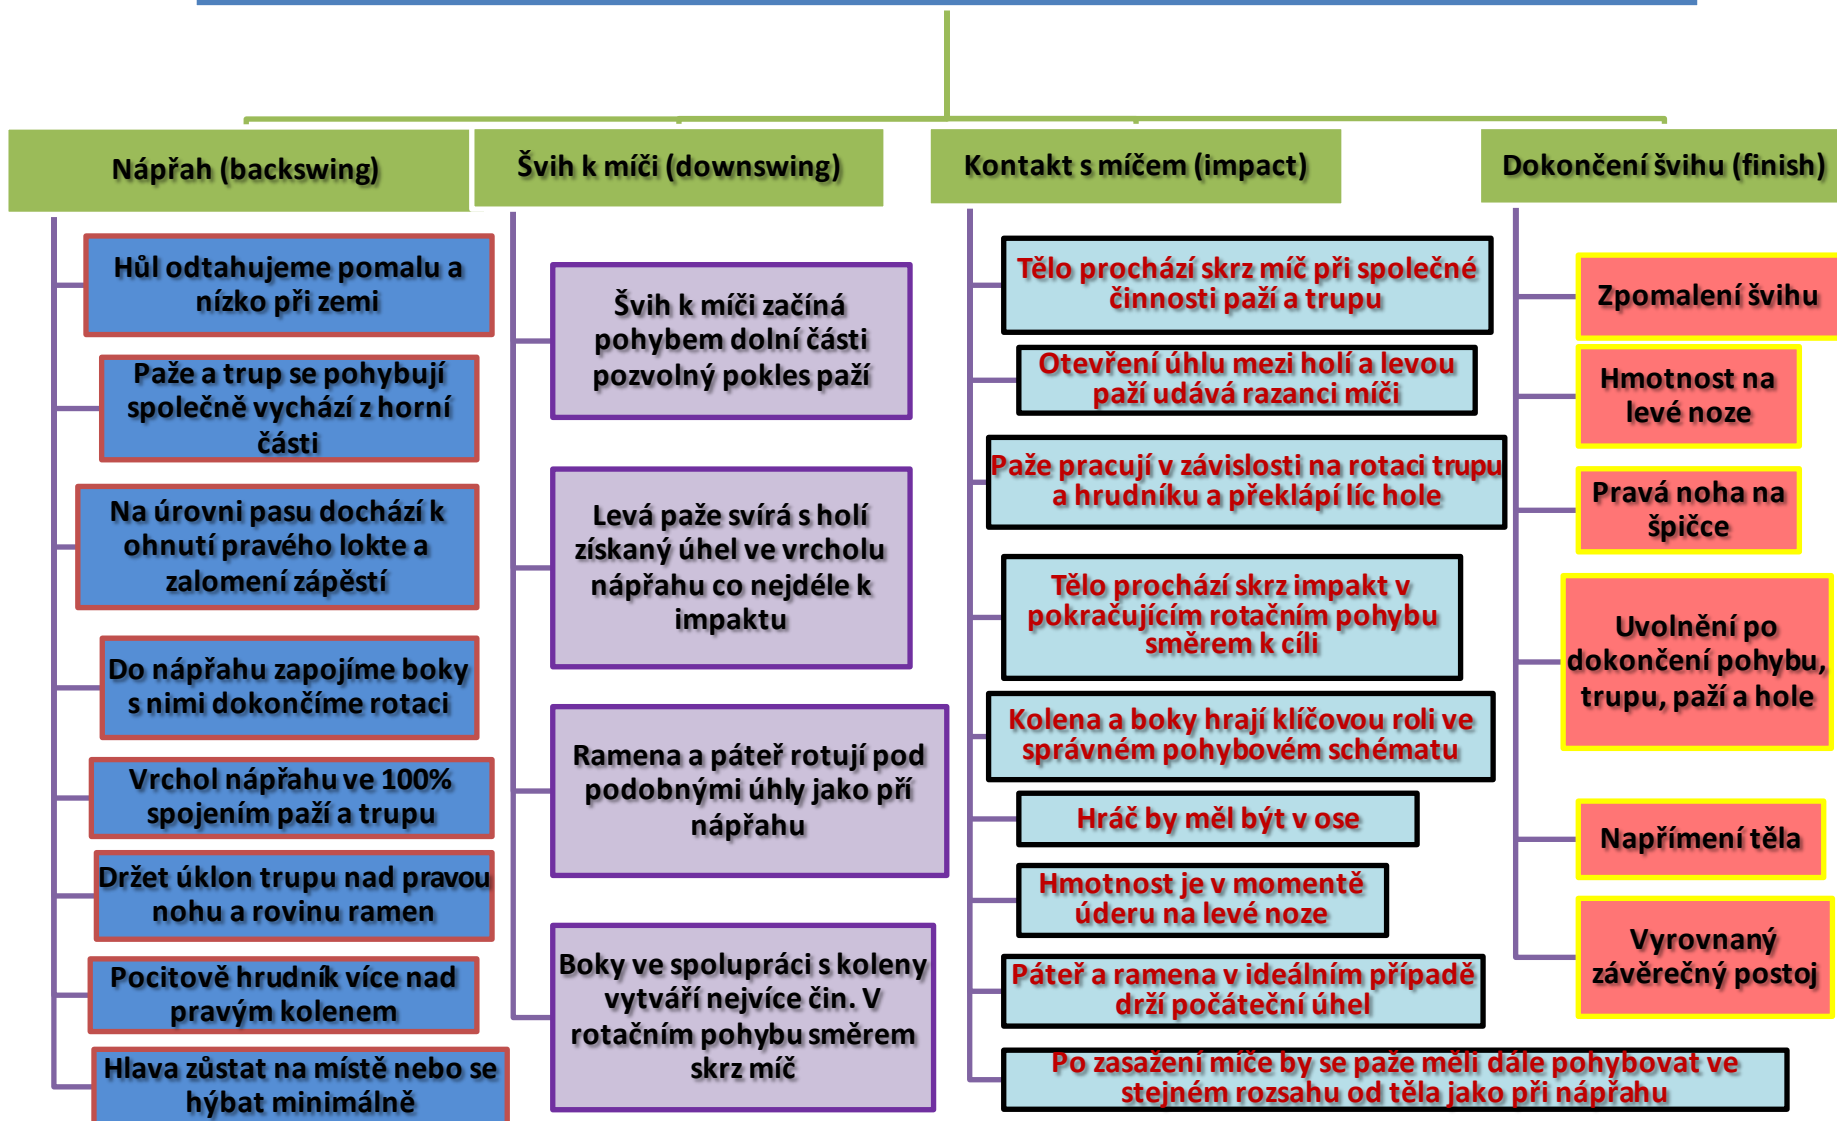 Nápřah (backswing)
Hůl odtahujeme pomalu a
nízko při zemi
Paže a trup se pohybují
společně vychází z horní
části
Na úrovni pasu dochází k
ohnutí pravého lokte a
zalomení zápěstí
Do nápřahu zapojíme boky
s nimi dokončíme rotaci
Vrchol nápřahu ve 100%
spojením paží a trupu
Držet úklon trupu nad pravou
nohu a rovinu ramen
Pocitově hrudník více nad
pravým kolenem
Hlava zůstat na místě nebo se
hýbat minimálně
Švih k míči (downswing)
Švih k míči začíná
pohybem dolní části
pozvolný pokles paží
Levá paže svírá s holí
získaný úhel ve vrcholu
nápřahu co nejdéle k
impaktu
Ramena a páteř rotují pod
podobnými úhly jako pří
nápřahu
Boky ve spolupráci s koleny
vytváří nejvíce čin. V
rotačním pohybu směrem
skrz míč
Kontakt s míčem (impact)
Tělo prochází skrz míč při společné
činnosti paží a trupu
Otevření úhlu mezi holí a levou
paží udává razanci míči
Paže pracují v závislosti na rotaci trupu
a hrudníku a překlápí líc hole
Tělo prochází skrz impakt v
pokračujícím rotačním pohybu
směrem k cíli
Kolena a boky hrají klíčovou roli ve
správném pohybovém schématu
Hráč by měl být v ose
Hmotnost je v momentě
úderu na levé noze
Páteř a ramena v ideálním případě
drží počáteční úhel
Po zasažení míče by se paže měli dále pohybovat ve
stejném rozsahu od těla jako při nápřahu
Dokončení švihu (finish)
Zpomalení švihu
Hmotnost na
levé noze
Pravá noha na
špičce
Uvolnění po
dokončení pohybu,
trupu, paží a hole
Napřímení těla
Vyrovnaný
závěrečný postoj